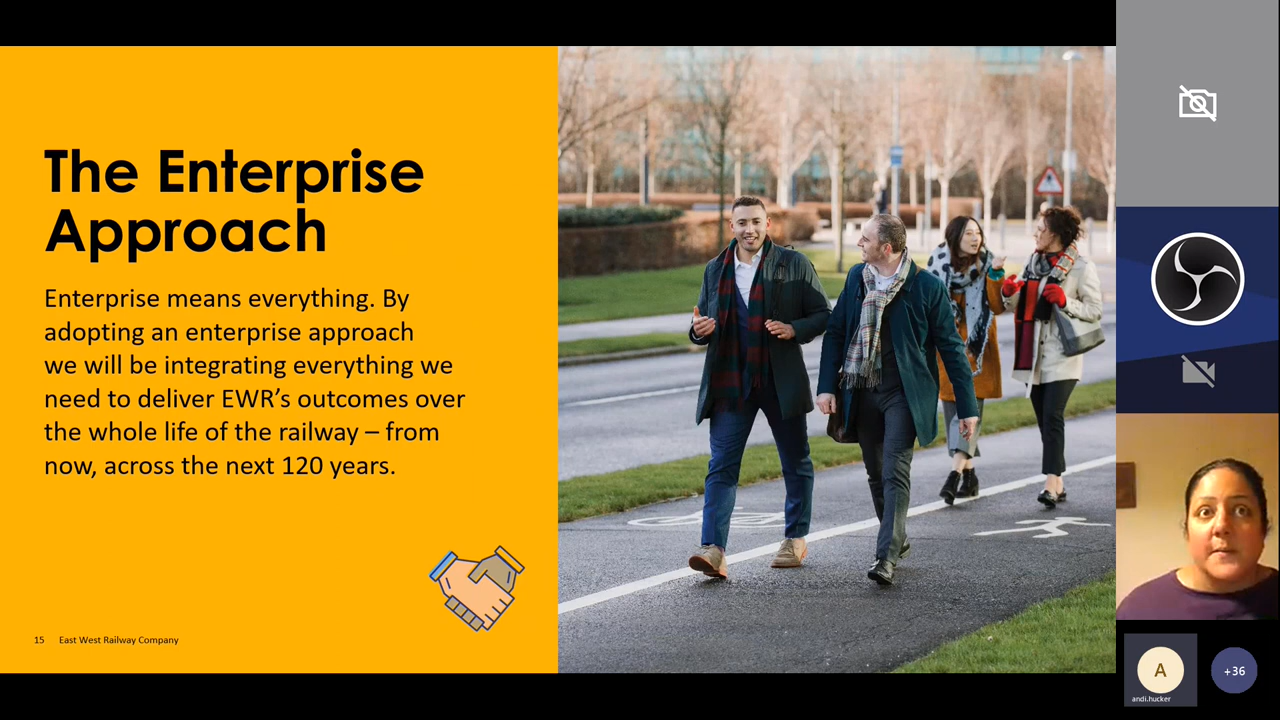 The Enterprise
Approach
Enterprise means everything. By
adopting an enterprise approach
we will be integrating everything we
need to deliver EWR’s outcomes over
the whole life of the railway – from
now, across the next 120 years.
15 East West Railway Company
A
andi.hucker
+36